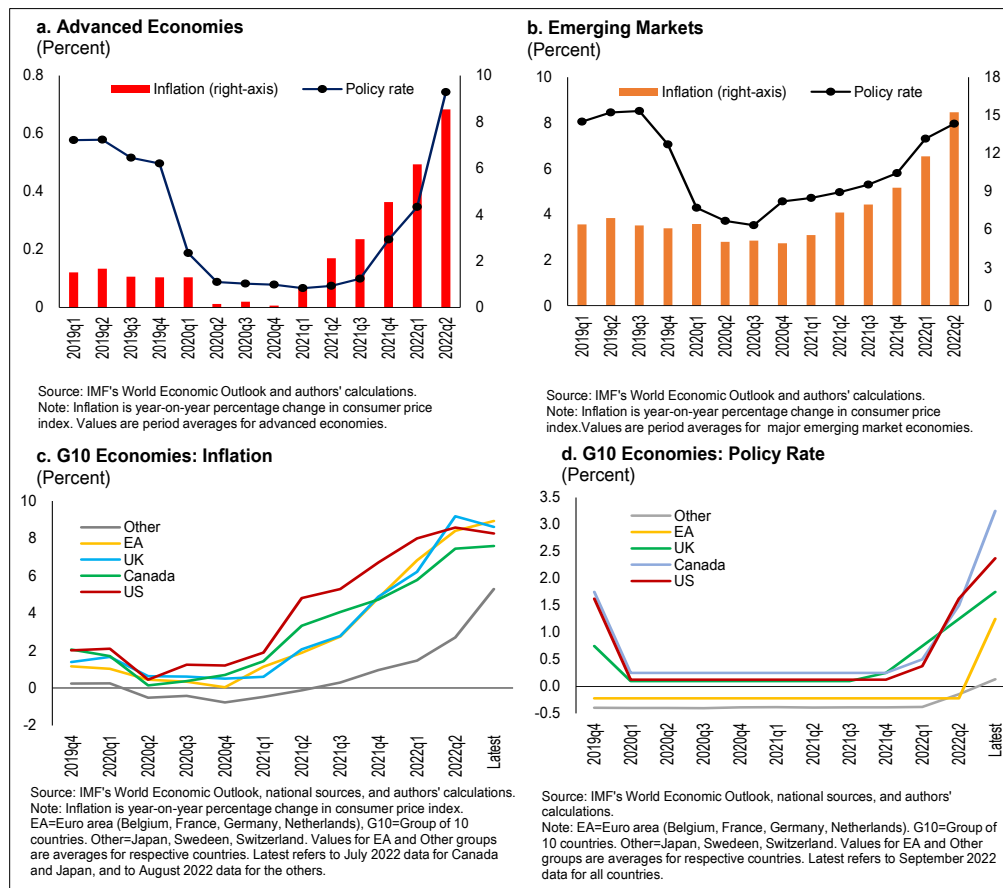 a. Advanced Economies
(Percent)
0.8
0.6
0.4
0.2
0
10
8
6
4
2
0
Inflation (right-axis)
Policy rate
2019q1
2019q2
2019q3
2019q4
2020q1
2020q2
2020q3
2020q4
2021q1
2021q2
2021q3
2021q4
2022q1
2022q2
Source: IMF's World Economic Outlook and authors' calculations.
Note: Inflation is year-on-year percentage change in consumer price
index. Values are period averages for advanced economies.
b. Emerging Markets
(Percent)
10
8
6
4
2
0
18
15
12
9
6
3
0
Inflation (right-axis)
Policy rate
2019q1
2019q2
2019q3
2019q4
2020q1
2020q2
2020q3
2020q4
2021q1
2021q2
2021q3
2021q4
2022q1
2022q2
Source: IMF's World Economic Outlook and authors' calculations.
Note: Inflation is year-on-year percentage change in consumer price
index.Values are period averages for major emerging market economies.
c. G10 Economies: Inflation
(Percent)
10
8
6
4
2
0
-2
Other
EA
UK
Canada
US
2019q4
2020q1
2020q2
2020q3
2020q4
2021q1
2021q2
2021q3
2021q4
2022q1
2022q2
Latest
Source: IMF's World Economic Outlook, national sources, and authors' calculations.
Note: Inflation is year-on-year percentage change in consumer price index.
EA=Euro area (Belgium, France, Germany, Netherlands), G10=Group of 10
countries. Other=Japan, Swedeen, Switzerland. Values for EA and Other groups
are averages for respective countries. Latest refers to July 2022 data for Canada
and Japan, and to August 2022 data for the others.
d. G10 Economies: Policy Rate
(Percent)
3.5
3.0
2.5
2.0
1.5
1.0
0.5
0.0
-0.5
Other
EA
UK
Canada
US
2019q4
2020q1
2020q2
2020q3
2020q4
2021q1
2021q2
2021q3
2021q4
2022q1
2022q2
Latest
Source: IMF's World Economic Outlook, national sources, and authors'
calculations.
Note: EA=Euro area (Belgium, France, Germany, Netherlands). G10=Group of
10 countries. Other=Japan, Swedeen, Switzerland. Values for EA and Other
groups are averages for respective countries. Latest refers to September 2022
data for all countries.